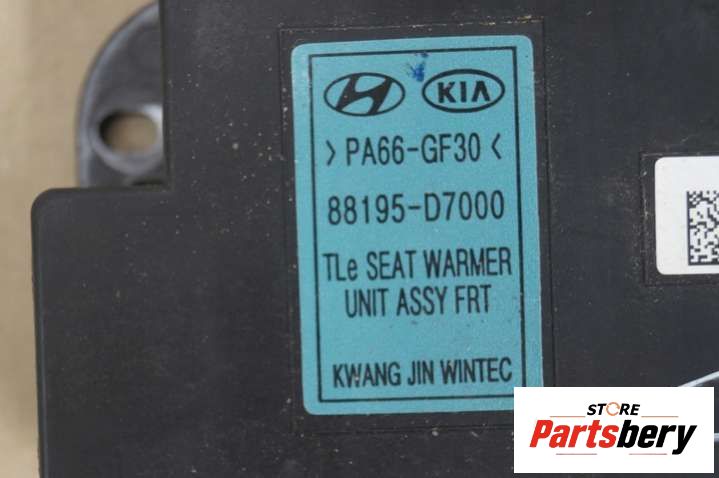 KIA
>PA66-GF30<
88195-D7000
TLe SEAT WARMER
UNIT ASSY FRT
KWANG JIN WINTEC
STORE
Partsbery